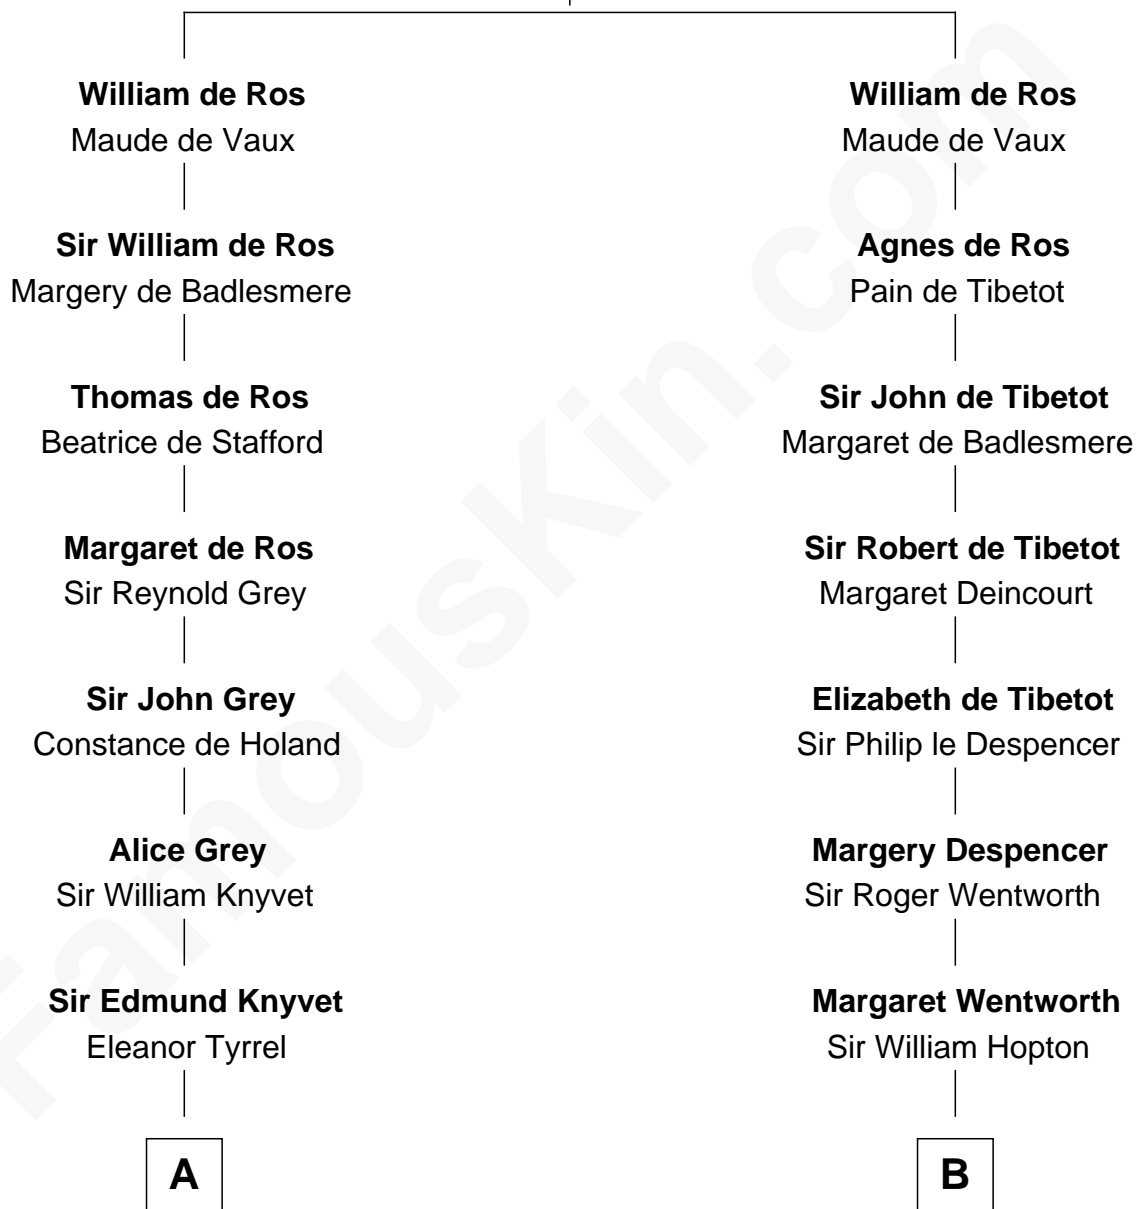 William de Ros
Maude de Vaux
Sir William de Ros
Margery de Badlesmere
Thomas de Ros
Beatrice de Stafford
Margaret de Ros
Sir Reynold Grey
Sir John Grey
Constance de Holand
Alice Grey
Sir William Knyvet
Sir Edmund Knyvet
Eleanor Tyrrel
A
William de Ros
Maude de Vaux
Agnes de Ros
Pain de Tibetot
Sir John de Tibetot
Margaret de Badlesmere
Sir Robert de Tibetot
Margaret Deincourt
Elizabeth de Tibetot
Sir Philip le Despencer
Margery Despencer
Sir Roger Wentworth
Margaret Wentworth
Sir William Hopton
B
FamousKin.com